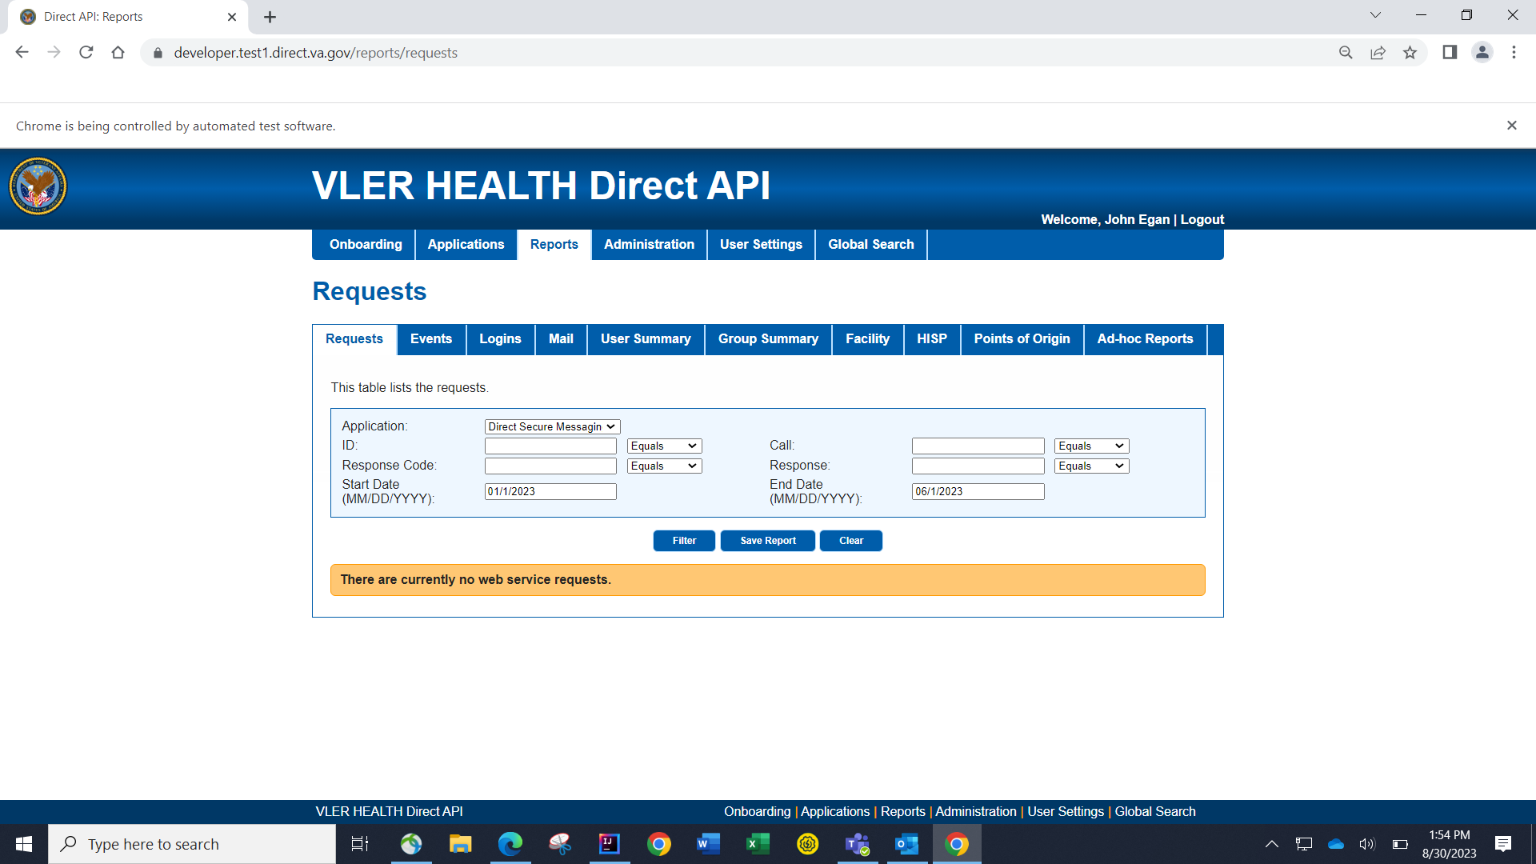 Direct API: Reports
developer.test1.direct.va.gov/reports/requests
Chrome is being controlled by automated test software.
VLER HEALTH Direct API
Welcome, John Egan | Logout
Onboarding Applications Reports Administration User Settings Global Search
Requests
Requests Events Logins Mail User Summary Group Summary Facility HISP Points of Origin Ad-hoc Reports
This table lists the requests.
Application: Direct Secure Messagin
ID: Equals Call: Equals
Response Code: Equals Response: Equals
Start Date End Date
(MM/DD/YYYY): 01/1/2023 (MM/DD/YYYY): 06/1/2023
Filter Save Report Clear
There are currently no web service requests.
VLER HEALTH Direct API Onboarding | Applications | Reports | Administration | User Settings | Global Search
Type here to search
1:54 PM
8/30/2023